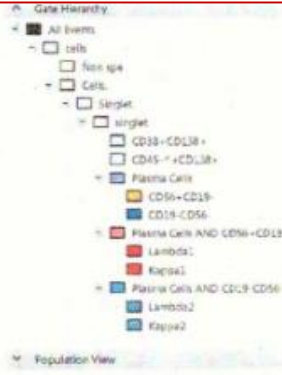 Gate Hierarchy
All Events
cells
Non spe
Cells.
Singlet
singlet
CD38+CD138+
CD45-*+CD138+
Plasma Cells
CD56+CD19-
CD19-CD56
Plasma Cells AND CD56+CD19
Lambda1
Kappa1
Plasma Cells AND CD19-CD56
Lambda2
Kappa2
Population View